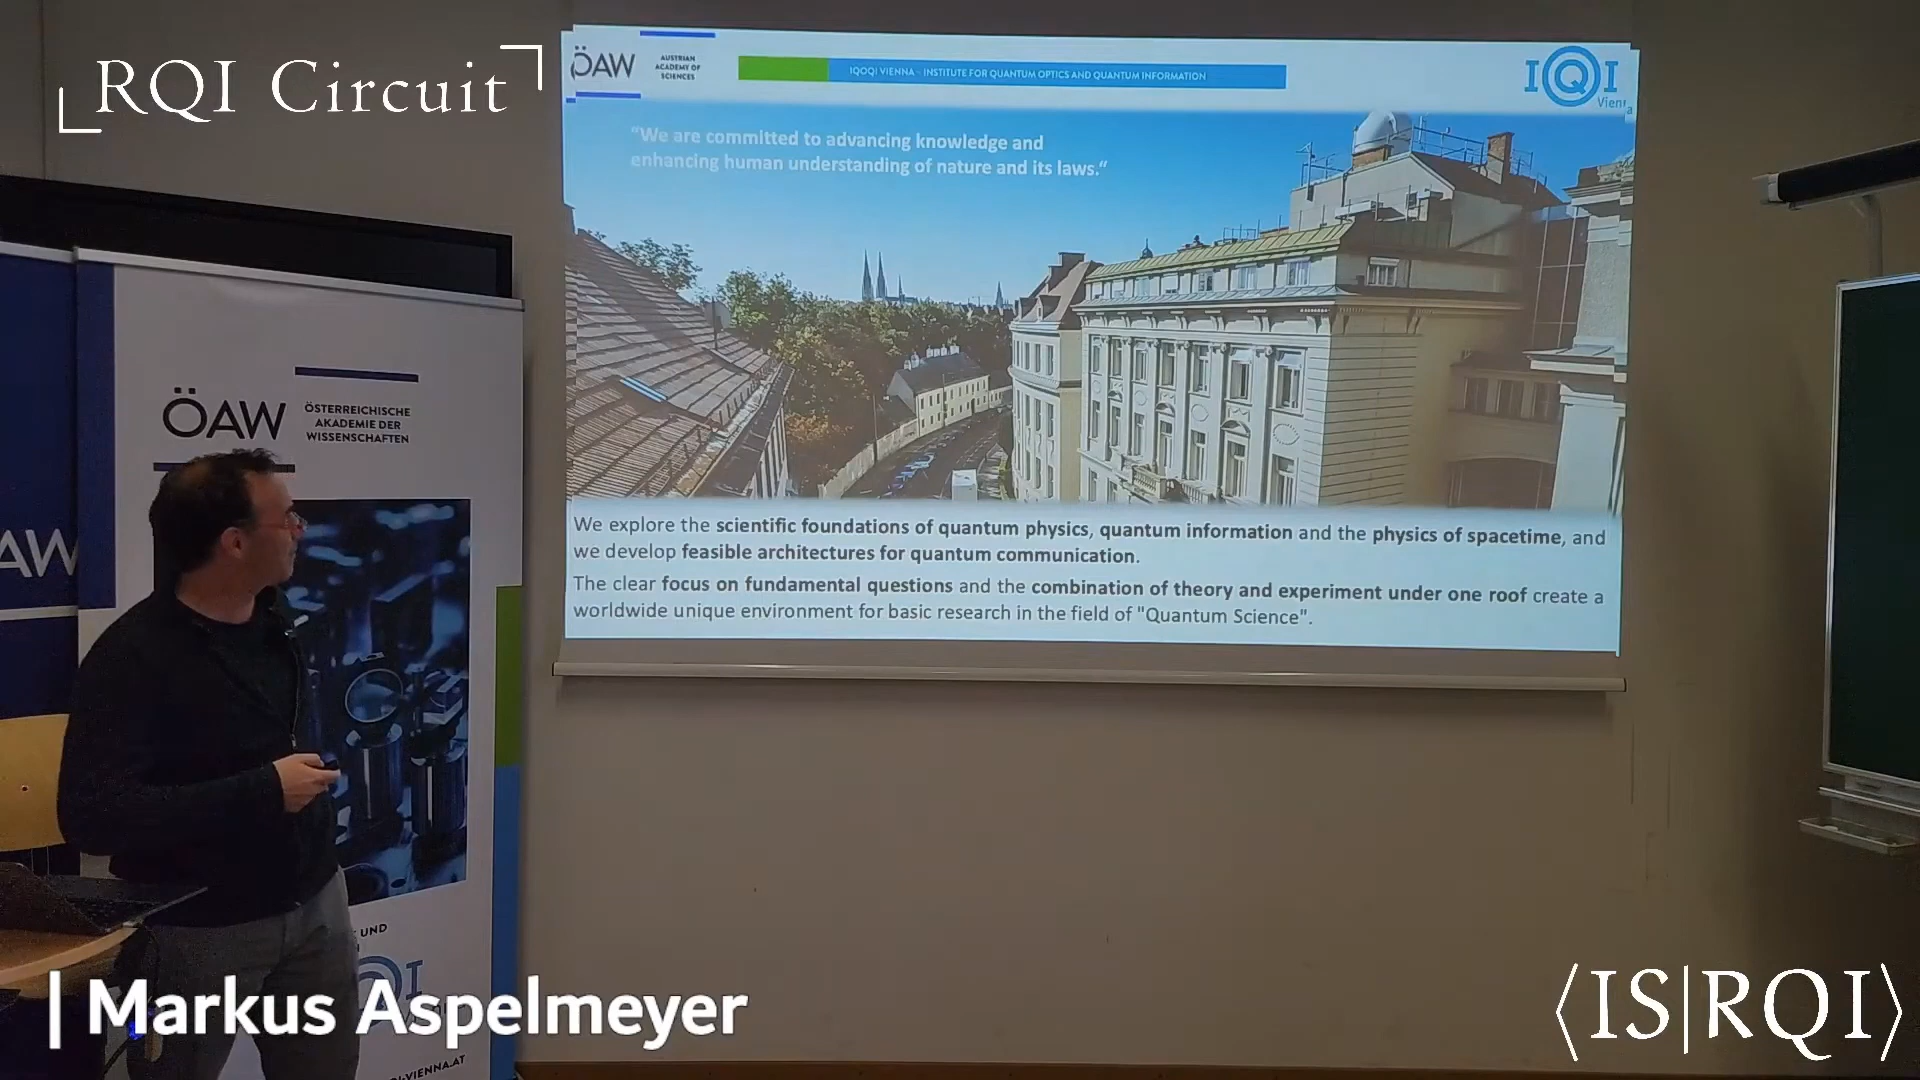 RQI Circuit
ÖAW
AUSTRIAN
ACADEMY OF
SCIENCES
IQOQI VIENNA - INSTITUTE FOR QUANTUM OPTICS AND QUANTUM INFORMATION
IQI
Vienna
"We are committed to advancing knowledge and
enhancing human understanding of nature and its laws."
We explore the scientific foundations of quantum physics, quantum information and the physics of spacetime, and
we develop feasible architectures for quantum communication.
The clear focus on fundamental questions and the combination of theory and experiment under one roof create a
worldwide unique environment for basic research in the field of "Quantum Science".
ÖAW
ÖSTERREICHISCHE
AKADEMIE DER
WISSENSCHAFTEN
AW
UND
I-VIENNA.AT
| Markus Aspelmeyer
⟨IS|RQI⟩